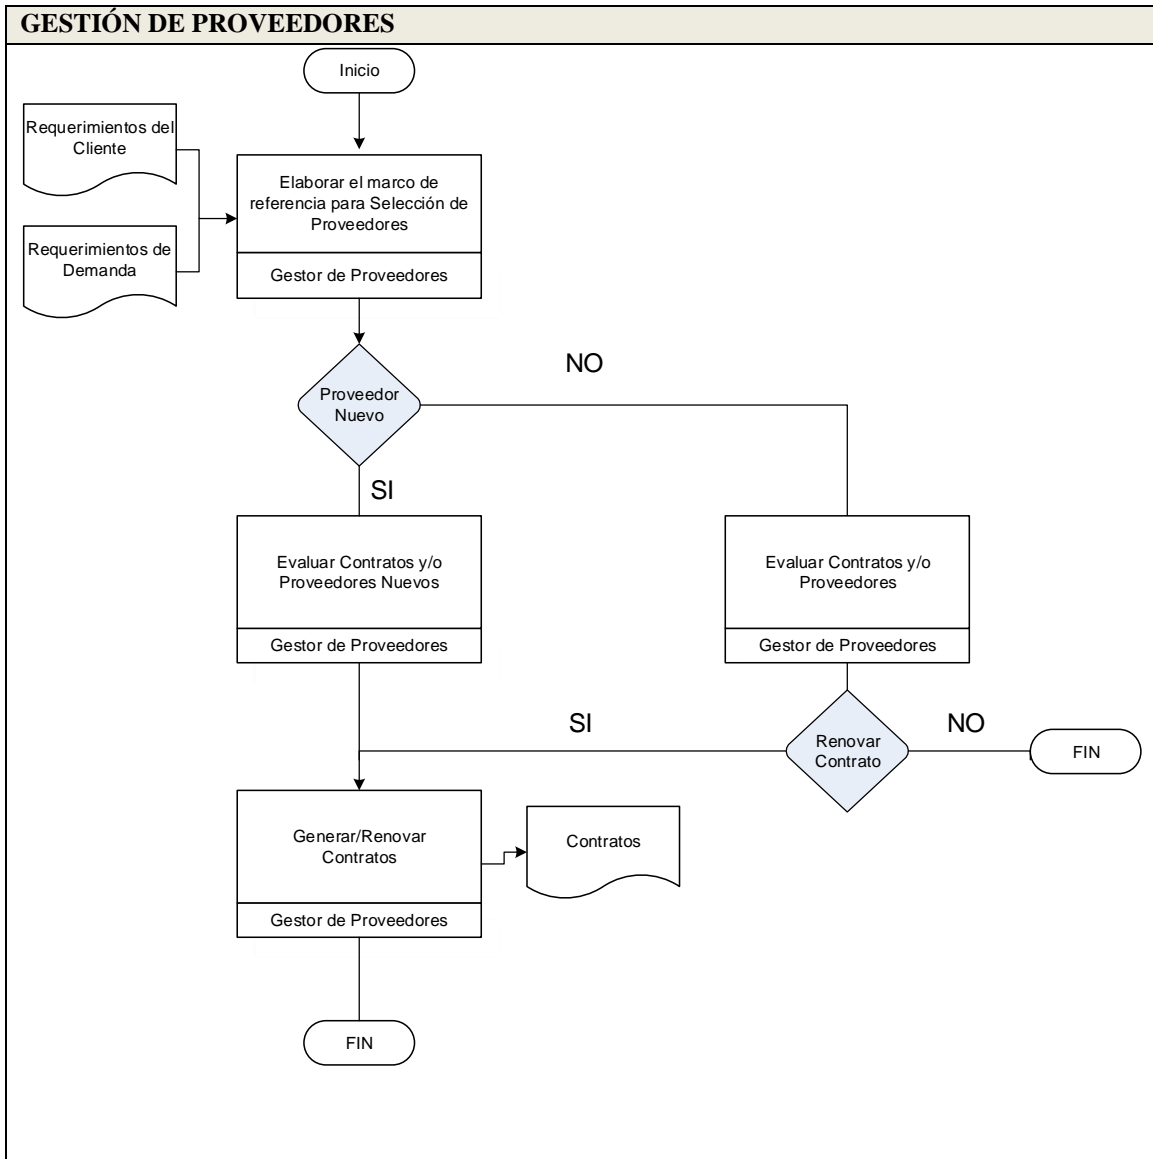 GESTIÓN DE PROVEEDORES
Inicio
Requerimientos del
Cliente
Elaborar el marco de
referencia para Selección de
Proveedores
Gestor de Proveedores
Requerimientos de
Demanda
Proveedor
Nuevo
NO
SI
Evaluar Contratos y/o
Proveedores Nuevos
Gestor de Proveedores
Evaluar Contratos y/o
Proveedores
Gestor de Proveedores
Renovar
Contrato
SI
NO
FIN
Generar/Renovar
Contratos
Gestor de Proveedores
Contratos
FIN